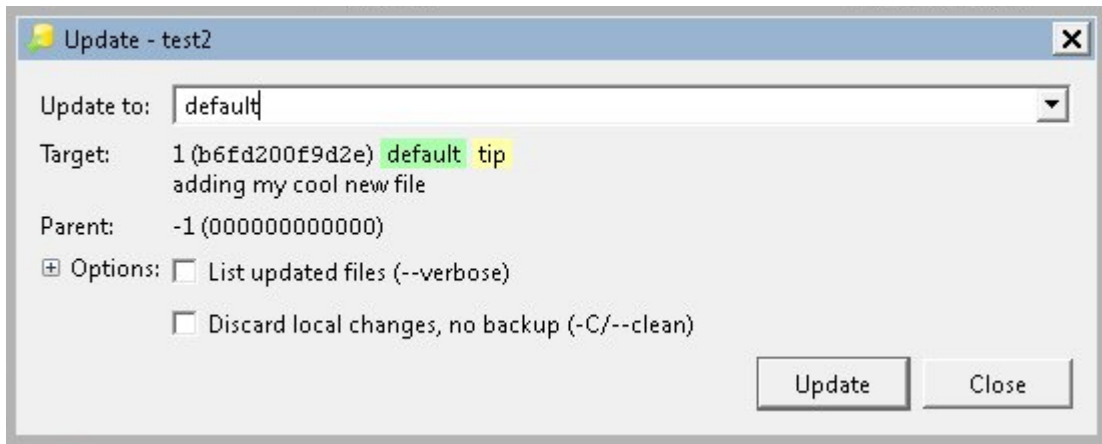 Update - test2
Update to: default
Target: 1 (b6fd200f9d2e) default tip
adding my cool new file
Parent: -1 (000000000000)
Options: List updated files (--verbose)
Discard local changes, no backup (-C/--clean)
Update Close